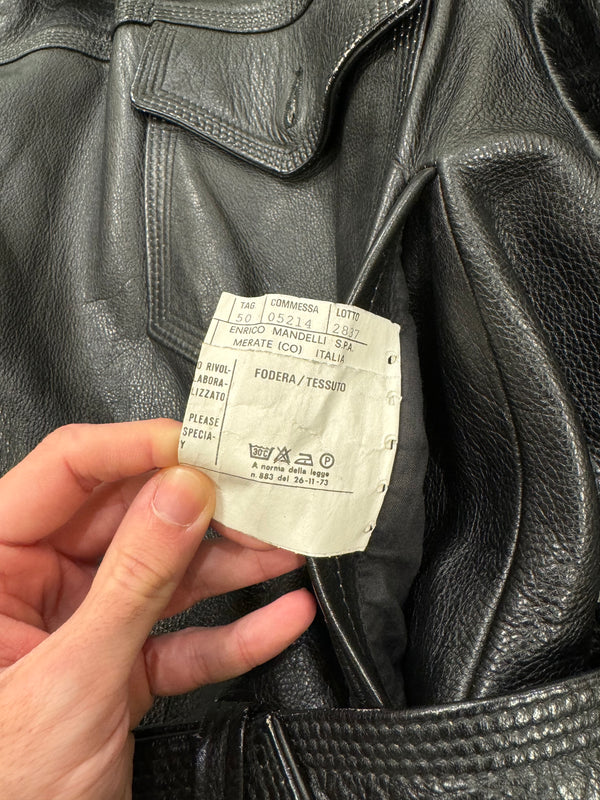 TAG COMMESSA LOTTO
50 05214 2837
ENRICO MANDELLI S.P.A.
MERATE (CO) ITALIA
RIVOL-
LABORA-
LIZZATO
PLEASE
SPECIA-
Y
FODERA/TESSUTO
30°C P
A norma della legge
n. 883 del 26-11-73